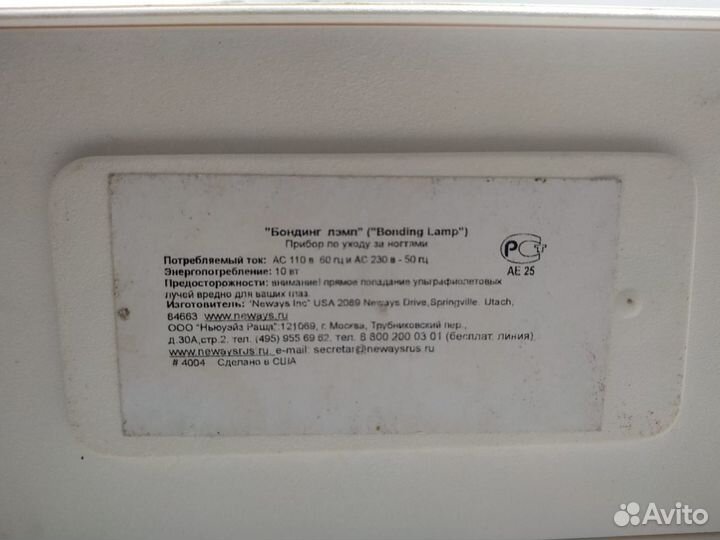 "Бондинг лэмп" ("Bonding Lamp")
Прибор по уходу за ногтями
Потребляемый ток: АС 110 в 60 гц и АС 230 в - 50 гц
Энергопотребление: 10 вт
Предосторожности: внимание! прямое попадание ультрафиолетовых
лучей вредно для ваших глаз.
Изготовитель: "Neways Inc" USA 2089 Neways Drive,Springville. Utach,
84663 www.neways.ru
ООО "Ньюуэйз Раша":121069, г. Москва, Трубниковский пер.,
д.30А,стр.2. тел. (495) 955 69 62. тел. 8 800 200 03 01 (бесплат. линия)
www.newaysrus.ru. e-mail: secretar@newaysrus ru
# 4004 Сделано в США
РСТ
АЕ 25
Avito